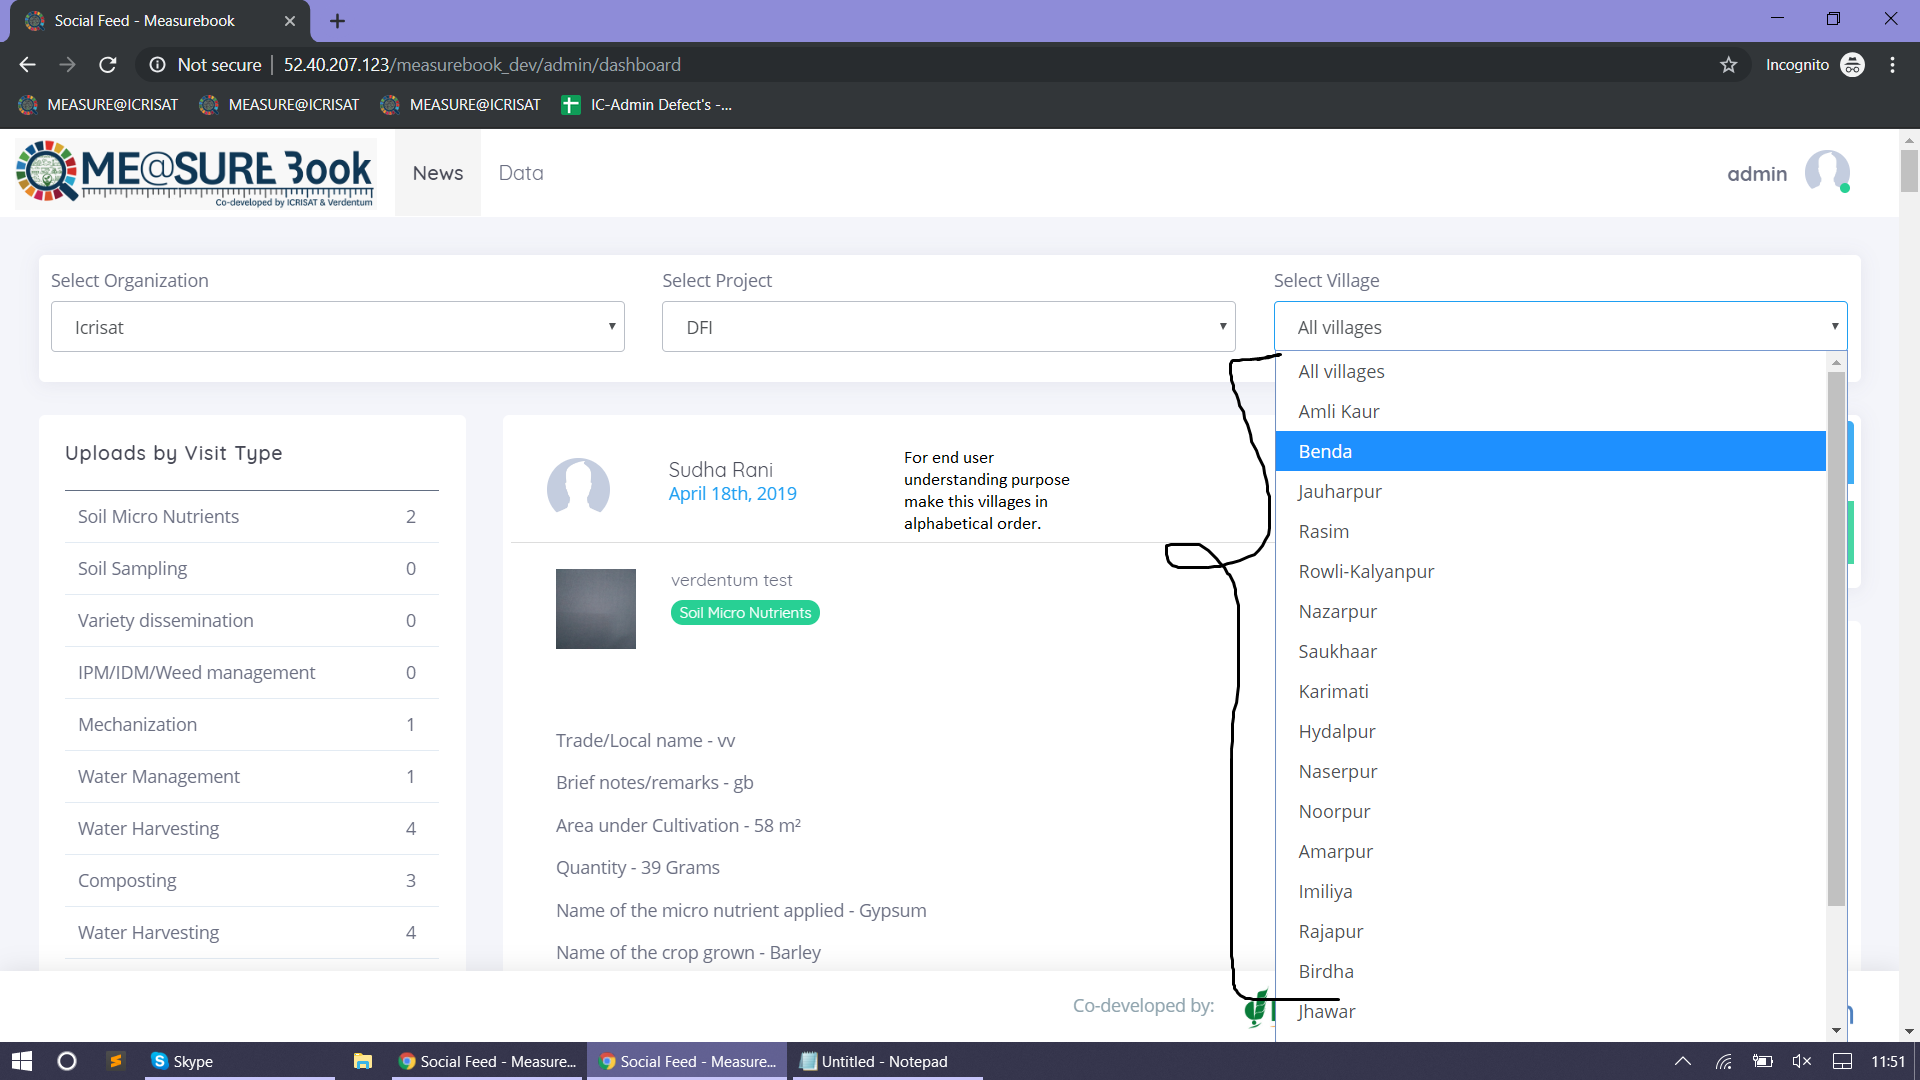 Social Feed - Measurebook
Not secure | 52.40.207.123/measurebook_dev/admin/dashboard
Incognito
MEASURE@ICRISAT
MEASURE@ICRISAT
MEASURE@ICRISAT
IC-Admin Defect's -...
ME@SURE Book
Co-developed by ICRISAT & Verdentum
News
Data
admin
Select Organization
Icrisat
Select Project
DFI
Select Village
All villages
All villages
Amli Kaur
Benda
Jauharpur
Rasim
Rowli-Kalyanpur
Nazarpur
Saukhaar
Karimati
Hydalpur
Naserpur
Noorpur
Amarpur
Imiliya
Rajapur
Birdha
Jhawar
Uploads by Visit Type
Soil Micro Nutrients 2
Soil Sampling 0
Variety dissemination 0
IPM/IDM/Weed management 0
Mechanization 1
Water Management 1
Water Harvesting 4
Composting 3
Water Harvesting 4
Sudha Rani
April 18th, 2019
For end user
understanding purpose
make this villages in
alphabetical order.
verdentum test
Soil Micro Nutrients
Trade/Local name - vv
Brief notes/remarks - gb
Area under Cultivation - 58 m²
Quantity - 39 Grams
Name of the micro nutrient applied - Gypsum
Name of the crop grown - Barley
Co-developed by:
Skype
Social Feed - Measure...
Social Feed - Measure...
Untitled - Notepad
11:51